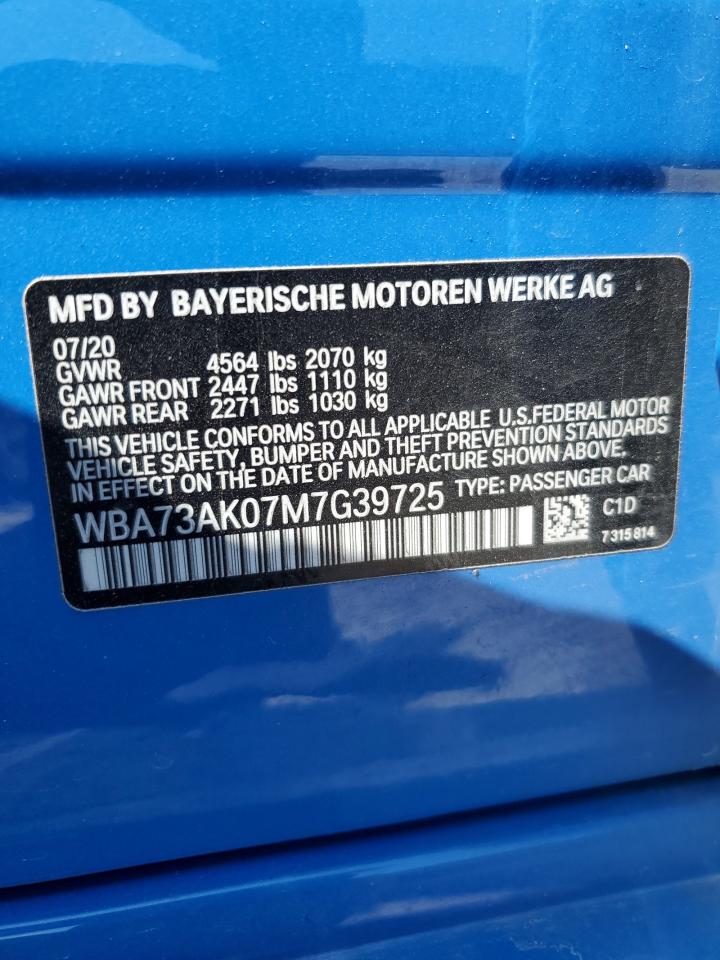 MFD BY BAYERISCHE MOTOREN WERKE AG
07/20
GVWR 4564 lbs 2070 kg
GAWR FRONT 2447 lbs 1110 kg
GAWR REAR 2271 lbs 1030 kg
THIS VEHICLE CONFORMS TO ALL APPLICABLE U.S.FEDERAL MOTOR
VEHICLE SAFETY, BUMPER AND THEFT PREVENTION STANDARDS
IN EFFECT ON THE DATE OF MANUFACTURE SHOWN ABOVE.
WBA73AK07M7G39725 TYPE: PASSENGER CAR
C1D
7315814